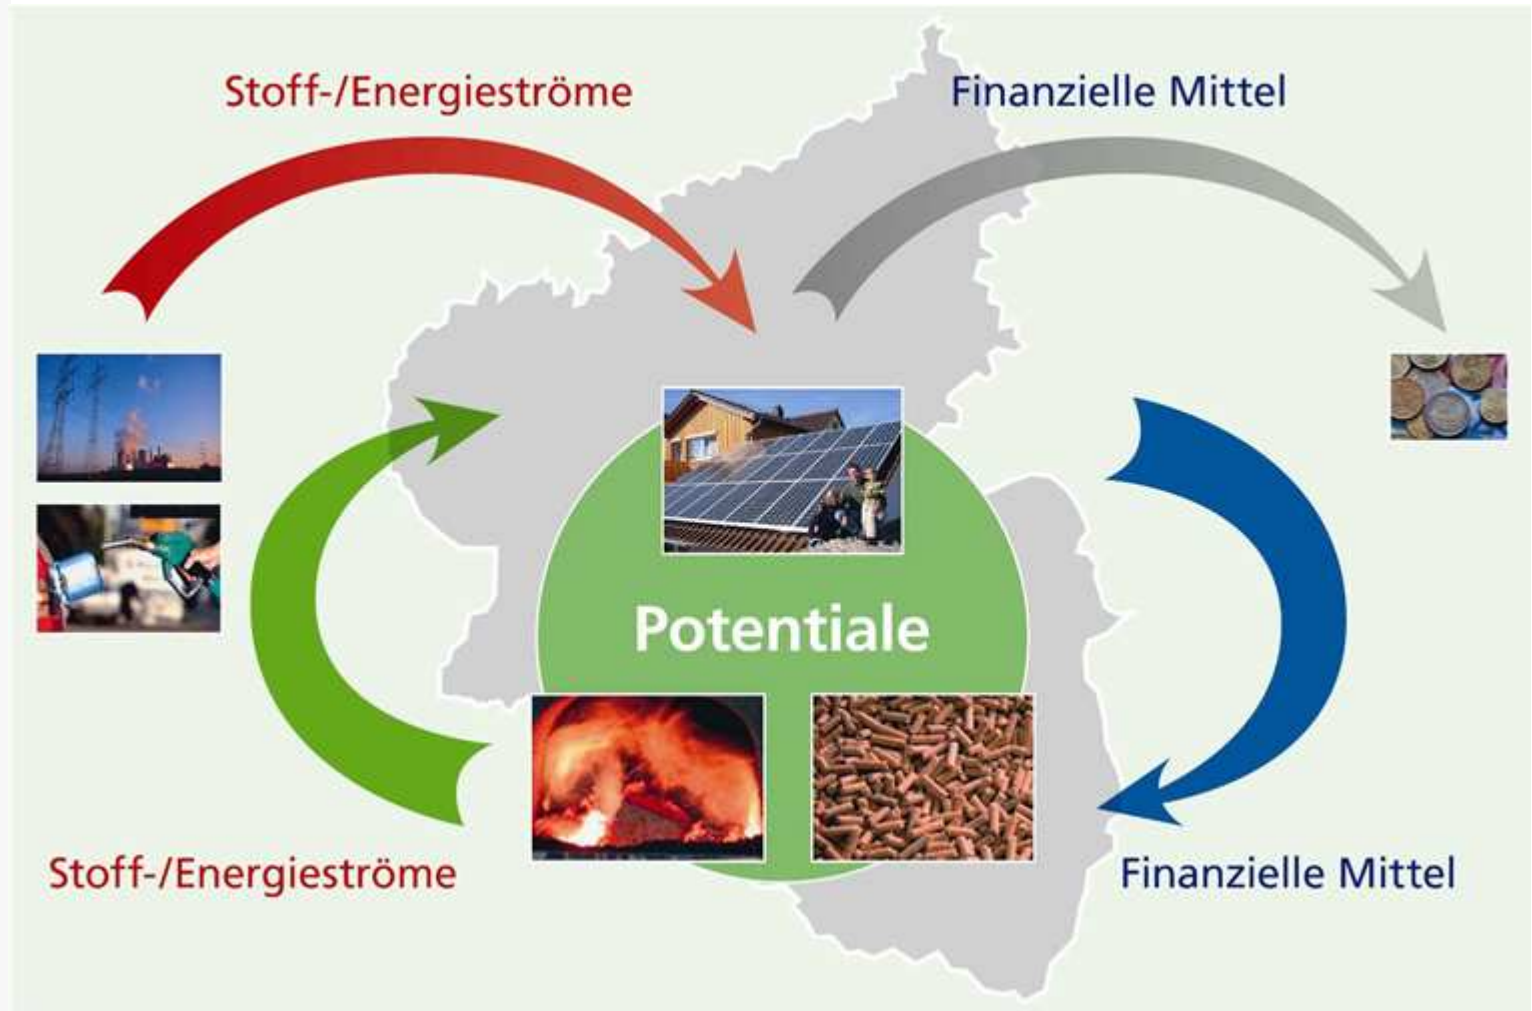 Stoff-/Energieströme
Finanzielle Mittel
Potentiale
Stoff-/Energieströme
Finanzielle Mittel